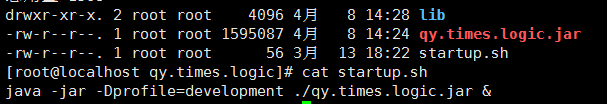 drwxr-xr-x. 2 root root    4096 4月   8 14:28 lib
-rw-r--r--. 1 root root 1595087 4月   8 14:24 qy.times.logic.jar
-rw-r--r--. 1 root root      56 3月  13 18:22 startup.sh
[root@localhost qy.times.logic]# cat startup.sh
java -jar -Dprofile=development ./qy.times.logic.jar &